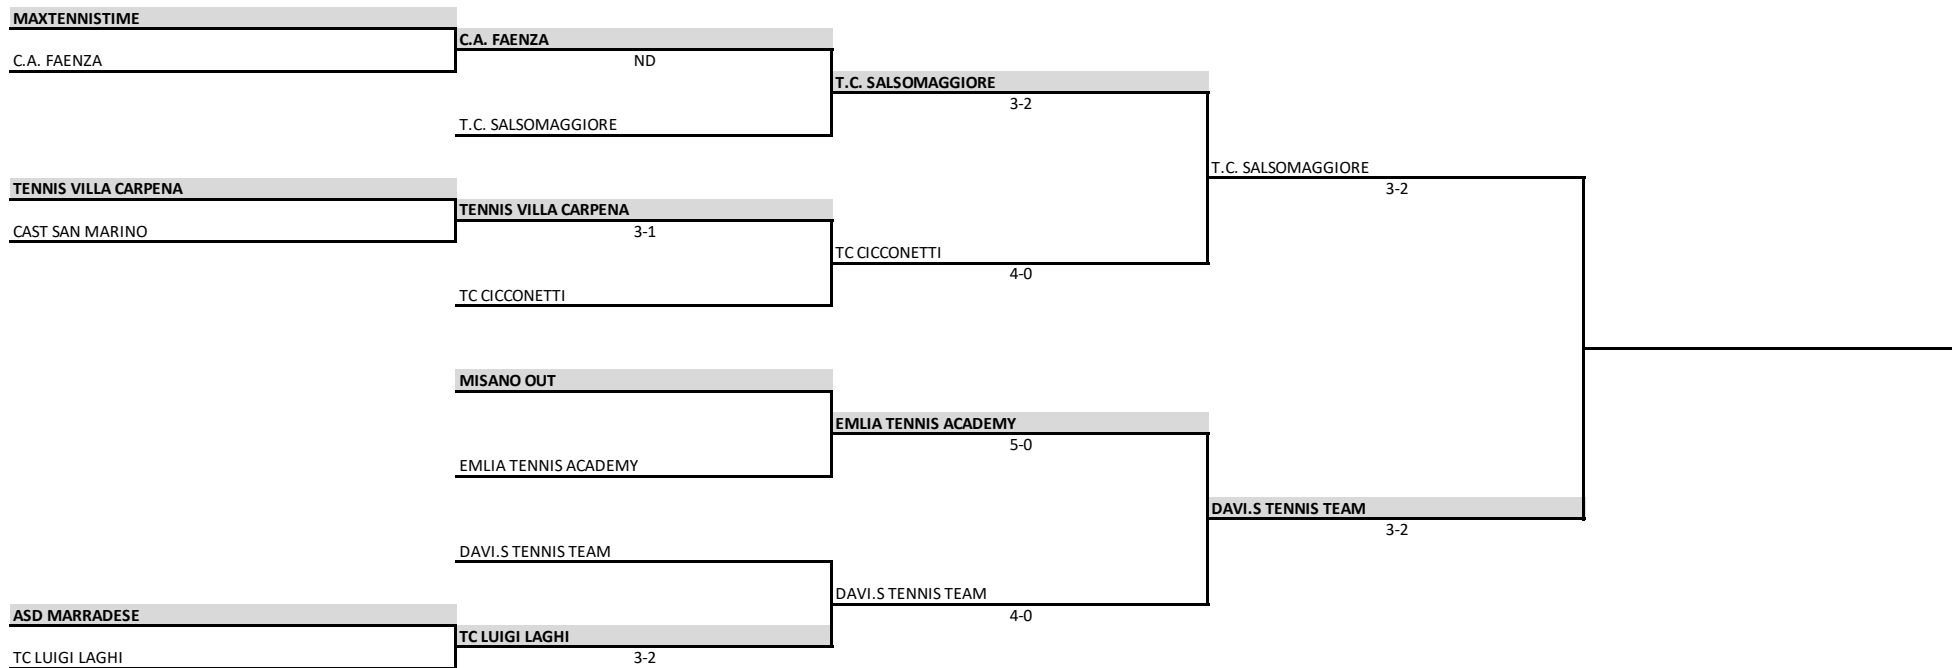 MAXTENNISTIME
C.A. FAENZA
C.A. FAENZA
ND
T.C. SALSOMAGGIORE
3-2
T.C. SALSOMAGGIORE
T.C. SALSOMAGGIORE
3-2
TENNIS VILLA CARPENA
TENNIS VILLA CARPENA
CAST SAN MARINO
3-1
TC CICCONETTI
4-0
TC CICCONETTI
MISANO OUT
EMLIA TENNIS ACADEMY
5-0
EMLIA TENNIS ACADEMY
DAVI.S TENNIS TEAM
3-2
DAVI.S TENNIS TEAM
DAVI.S TENNIS TEAM
4-0
ASD MARRADESE
TC LUIGI LAGHI
TC LUIGI LAGHI
3-2